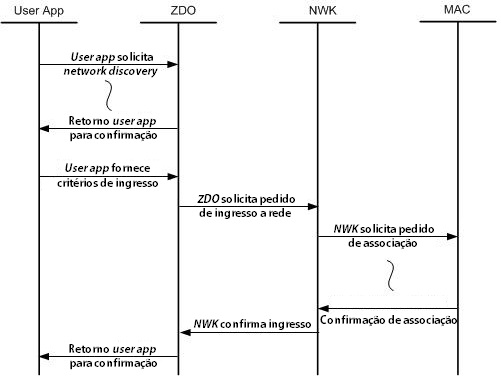 User App
ZDO
NWK
MAC
User app solicita
network discovery
Retorno user app
para confirmação
User app fornece
critérios de ingresso
ZDO solicita pedido
de ingresso a rede
NWK solicita pedido
de associação
Confirmação de associação
NWK confirma ingresso
Retorno user app
para confirmação